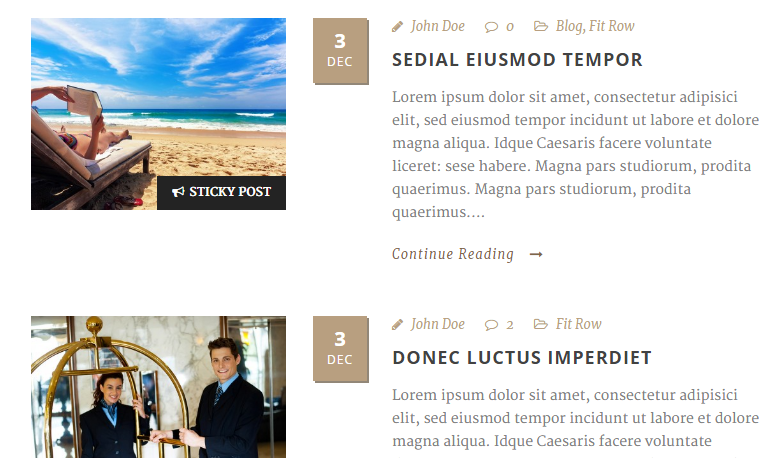 STICKY POST
3
DEC
John Doe 0 Blog, Fit Row
SEDIAL EIUSMOD TEMPOR
Lorem ipsum dolor sit amet, consectetur adipisici
elit, sed eiusmod tempor incidunt ut labore et dolore
magna aliqua. Idque Caesaris facere voluntate
liceret: sese habere. Magna pars studiorum, prodita
quaerimus. Magna pars studiorum, prodita
quaerimus....
Continue Reading →
3
DEC
John Doe 2 Fit Row
DONEC LUCTUS IMPERDIET
Lorem ipsum dolor sit amet, consectetur adipisici
elit, sed eiusmod tempor incidunt ut labore et dolore
magna aliqua. Idque Caesaris facere voluntate